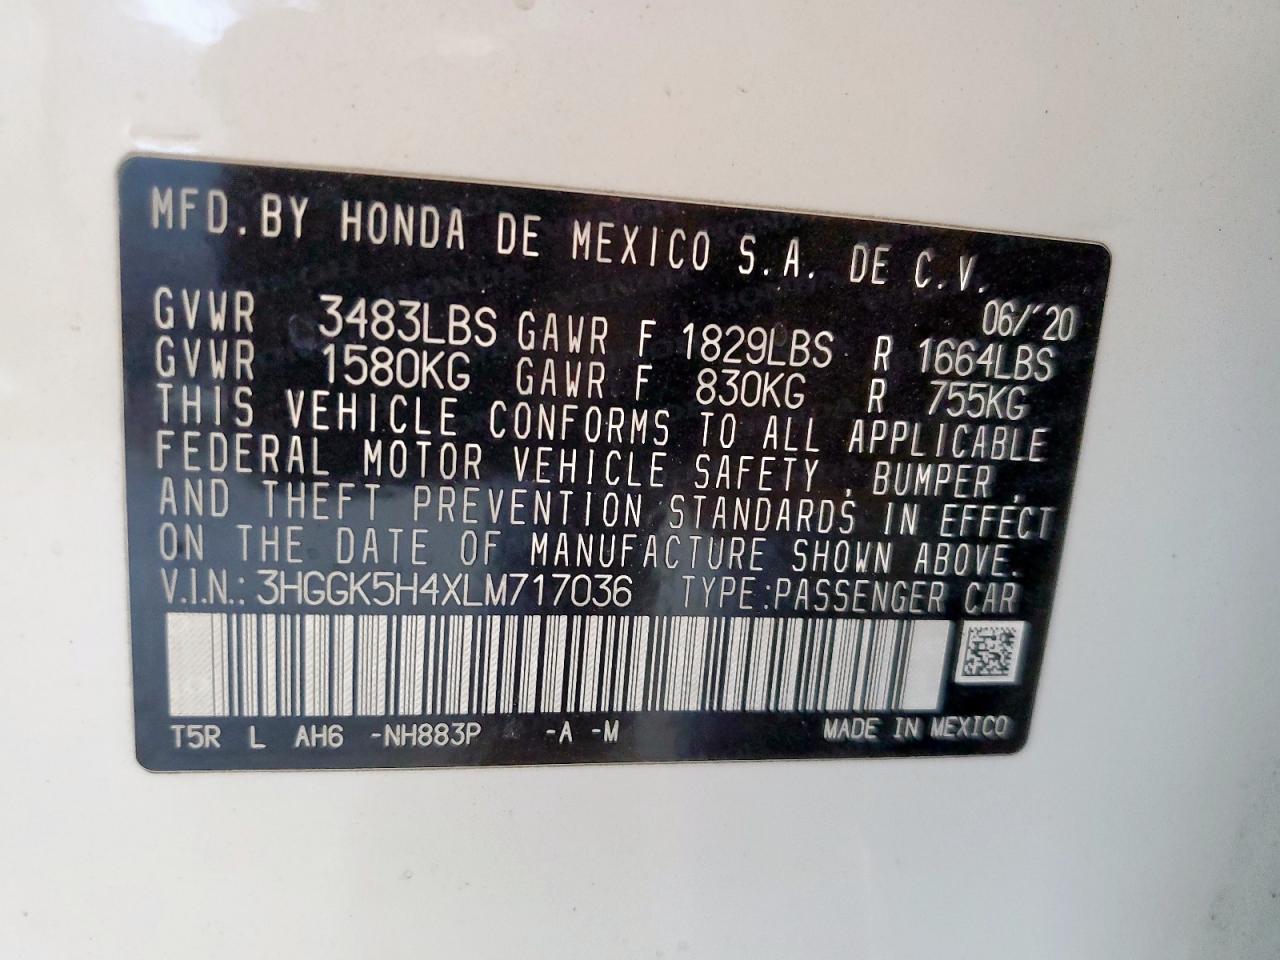 MFD. BY HONDA DE MEXICO S.A. DE C.V.
06/'20
GVWR 3483LBS GAWR F 1829LBS R 1664LBS
GVWR 1580KG GAWR F 830KG R 755KG
THIS VEHICLE CONFORMS TO ALL APPLICABLE
FEDERAL MOTOR VEHICLE SAFETY, BUMPER,
AND THEFT PREVENTION STANDARDS IN EFFECT
ON THE DATE OF MANUFACTURE SHOWN ABOVE.
V.I.N.: 3HGGK5H4XLM717036 TYPE:PASSENGER CAR
T5R L AH6 -NH883P -A -M MADE IN MEXICO